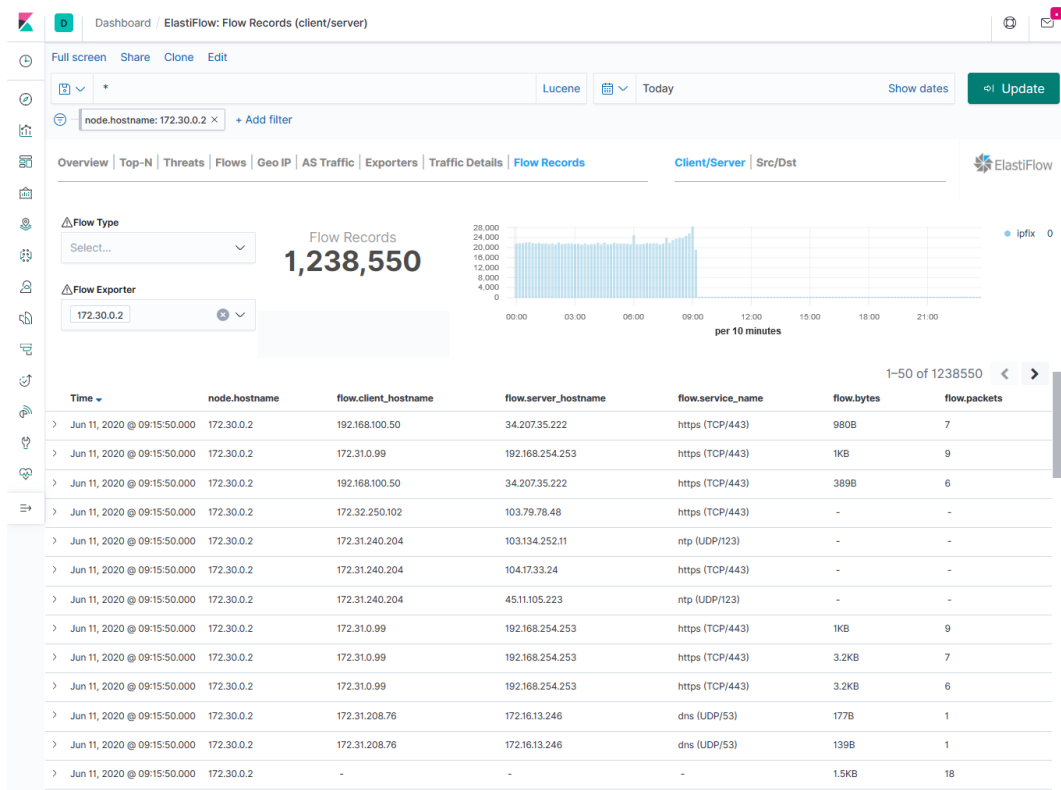 D Dashboard / ElastiFlow: Flow Records (client/server)
Full screen Share Clone Edit
* Lucene Today Show dates Update
node.hostname: 172.30.0.2 × + Add filter
Overview | Top-N | Threats | Flows | Geo IP | AS Traffic | Exporters | Traffic Details | Flow Records Client/Server | Src/Dst ElastiFlow
Flow Type
Select...
Flow Exporter
172.30.0.2
Flow Records
1,238,550
28,000
24,000
20,000
16,000
12,000
8,000
4,000
0
00:00 03:00 06:00 09:00 12:00 15:00 18:00 21:00
per 10 minutes
ipfix 0
1–50 of 1238550
Time node.hostname flow.client_hostname flow.server_hostname flow.service_name flow.bytes flow.packets
Jun 11, 2020 @ 09:15:50.000 172.30.0.2 192.168.100.50 34.207.35.222 https (TCP/443) 980B 7
Jun 11, 2020 @ 09:15:50.000 172.30.0.2 172.31.0.99 192.168.254.253 https (TCP/443) 1KB 9
Jun 11, 2020 @ 09:15:50.000 172.30.0.2 192.168.100.50 34.207.35.222 https (TCP/443) 389B 6
Jun 11, 2020 @ 09:15:50.000 172.30.0.2 172.32.250.102 103.79.78.48 https (TCP/443) - -
Jun 11, 2020 @ 09:15:50.000 172.30.0.2 172.31.240.204 103.134.252.11 ntp (UDP/123) - -
Jun 11, 2020 @ 09:15:50.000 172.30.0.2 172.31.240.204 104.17.33.24 https (TCP/443) - -
Jun 11, 2020 @ 09:15:50.000 172.30.0.2 172.31.240.204 45.11.105.223 ntp (UDP/123) - -
Jun 11, 2020 @ 09:15:50.000 172.30.0.2 172.31.0.99 192.168.254.253 https (TCP/443) 1KB 9
Jun 11, 2020 @ 09:15:50.000 172.30.0.2 172.31.0.99 192.168.254.253 https (TCP/443) 3.2KB 7
Jun 11, 2020 @ 09:15:50.000 172.30.0.2 172.31.0.99 192.168.254.253 https (TCP/443) 3.2KB 6
Jun 11, 2020 @ 09:15:50.000 172.30.0.2 172.31.208.76 172.16.13.246 dns (UDP/53) 177B 1
Jun 11, 2020 @ 09:15:50.000 172.30.0.2 172.31.208.76 172.16.13.246 dns (UDP/53) 139B 1
Jun 11, 2020 @ 09:15:50.000 172.30.0.2 - - - 1.5KB 18